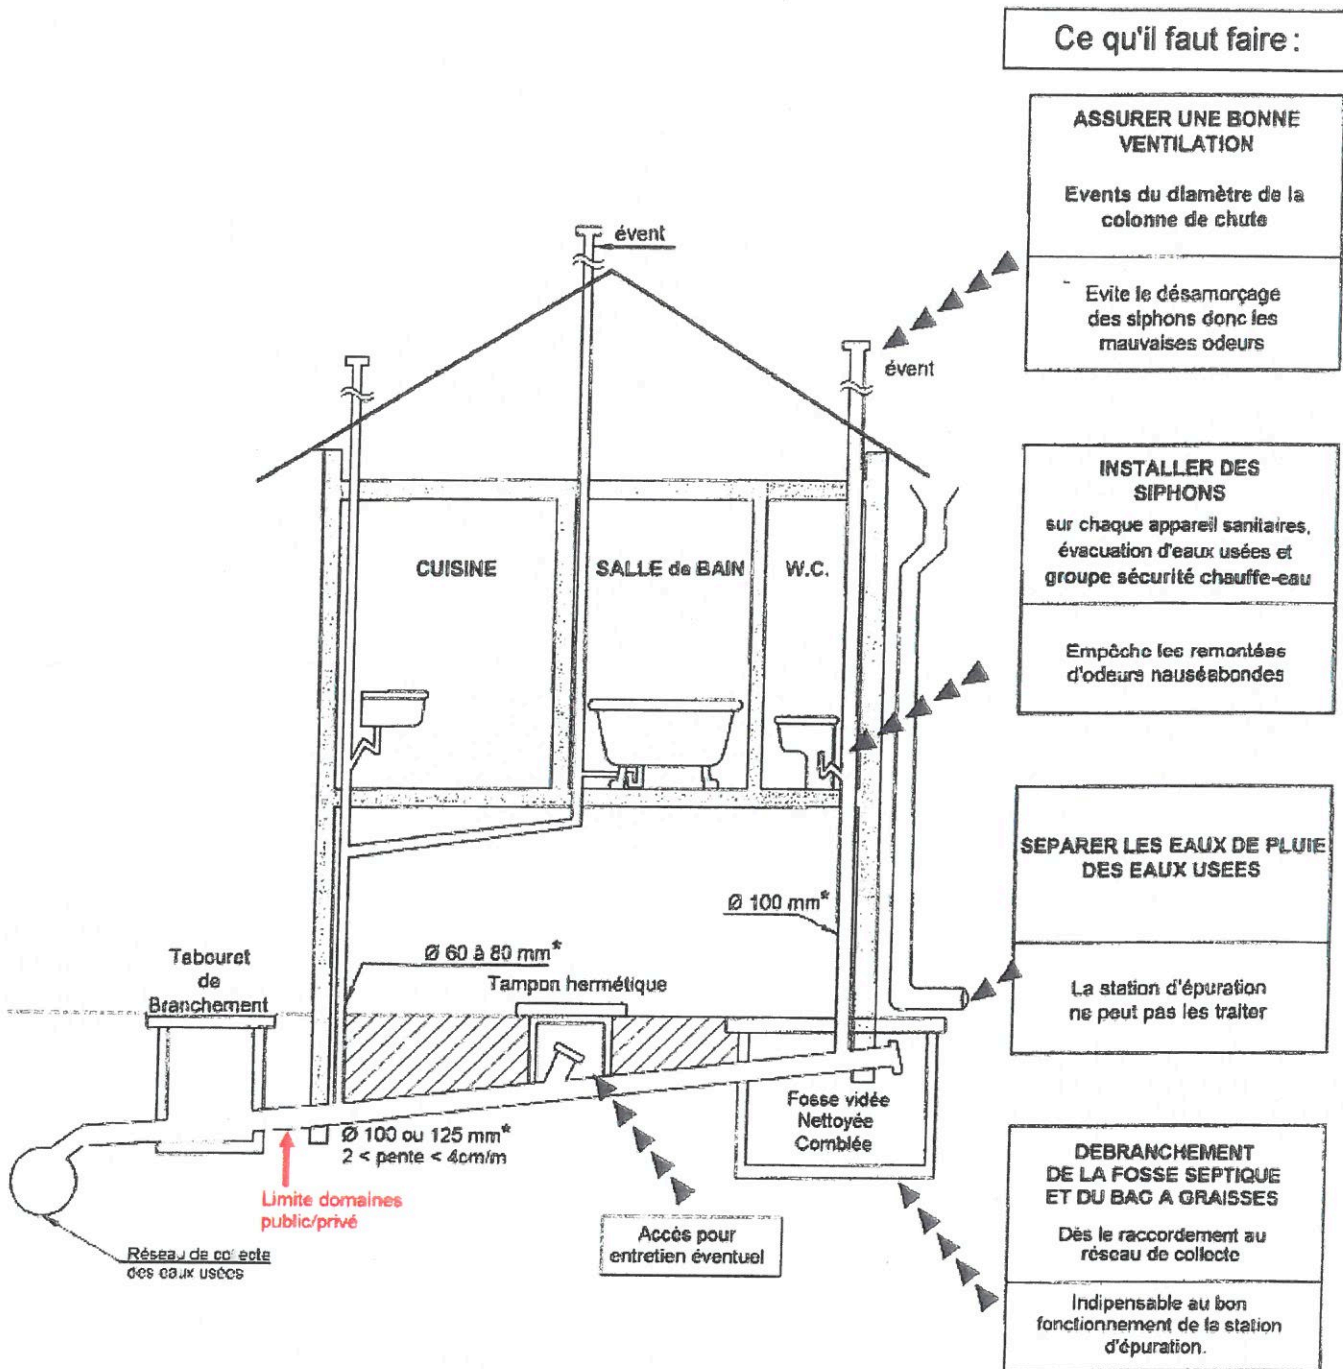 Ce qu'il faut faire :
ASSURER UNE BONNE
VENTILATION
Events du diamètre de la
colonne de chute
Evite le désamorçage
des siphons donc les
mauvaises odeurs
évent
évent
INSTALLER DES
SIPHONS
sur chaque appareil sanitaires,
évacuation d'eaux usées et
groupe sécurité chauffe-eau
Empêche les remontées
d'odeurs nauséabondes
CUISINE
SALLE de BAIN
W.C.
SEPARER LES EAUX DE PLUIE
DES EAUX USEES
La station d'épuration
ne peut pas les traiter
Ø 100 mm*
Ø 60 à 80 mm*
Tampon hermétique
Tabouret
de
Branchement
Fosse vidée
Nettoyée
Comblée
Ø 100 ou 125 mm*
2 < pente < 4cm/m
Limite domaines
public/privé
Accès pour
entretien éventuel
Réseau de collecte
des eaux usées
DEBRANCHEMENT
DE LA FOSSE SEPTIQUE
ET DU BAC A GRAISSES
Dès le raccordement au
réseau de collecte
Indipensable au bon
fonctionnement de la station
d'épuration.